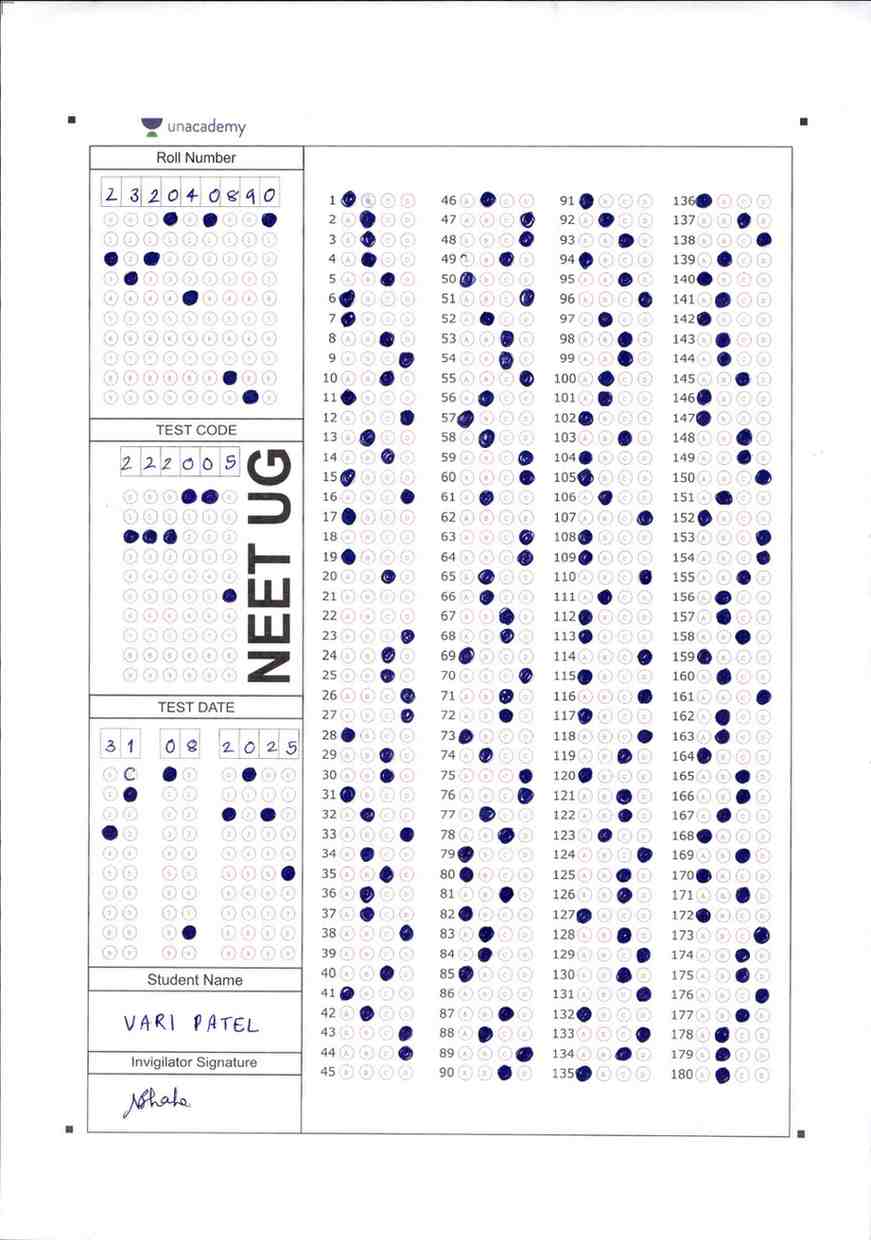 unacademy
Roll Number
2 3 2 0 4 0 8 9 0
TEST CODE
2 2 2 0 0 5
NEET UG
TEST DATE
3 1 0 8 2 0 2 5
Student Name
VARI PATEL
Invigilator Signature
1 46 91 136
2 47 92 137
3 48 93 138
4 49 94 139
5 50 95 140
6 51 96 141
7 52 97 142
8 53 98 143
9 54 99 144
10 55 100 145
11 56 101 146
12 57 102 147
13 58 103 148
14 59 104 149
15 60 105 150
16 61 106 151
17 62 107 152
18 63 108 153
19 64 109 154
20 65 110 155
21 66 111 156
22 67 112 157
23 68 113 158
24 69 114 159
25 70 115 160
26 71 116 161
27 72 117 162
28 73 118 163
29 74 119 164
30 75 120 165
31 76 121 166
32 77 122 167
33 78 123 168
34 79 124 169
35 80 125 170
36 81 126 171
37 82 127 172
38 83 128 173
39 84 129 174
40 85 130 175
41 86 131 176
42 87 132 177
43 88 133 178
44 89 134 179
45 90 135 180